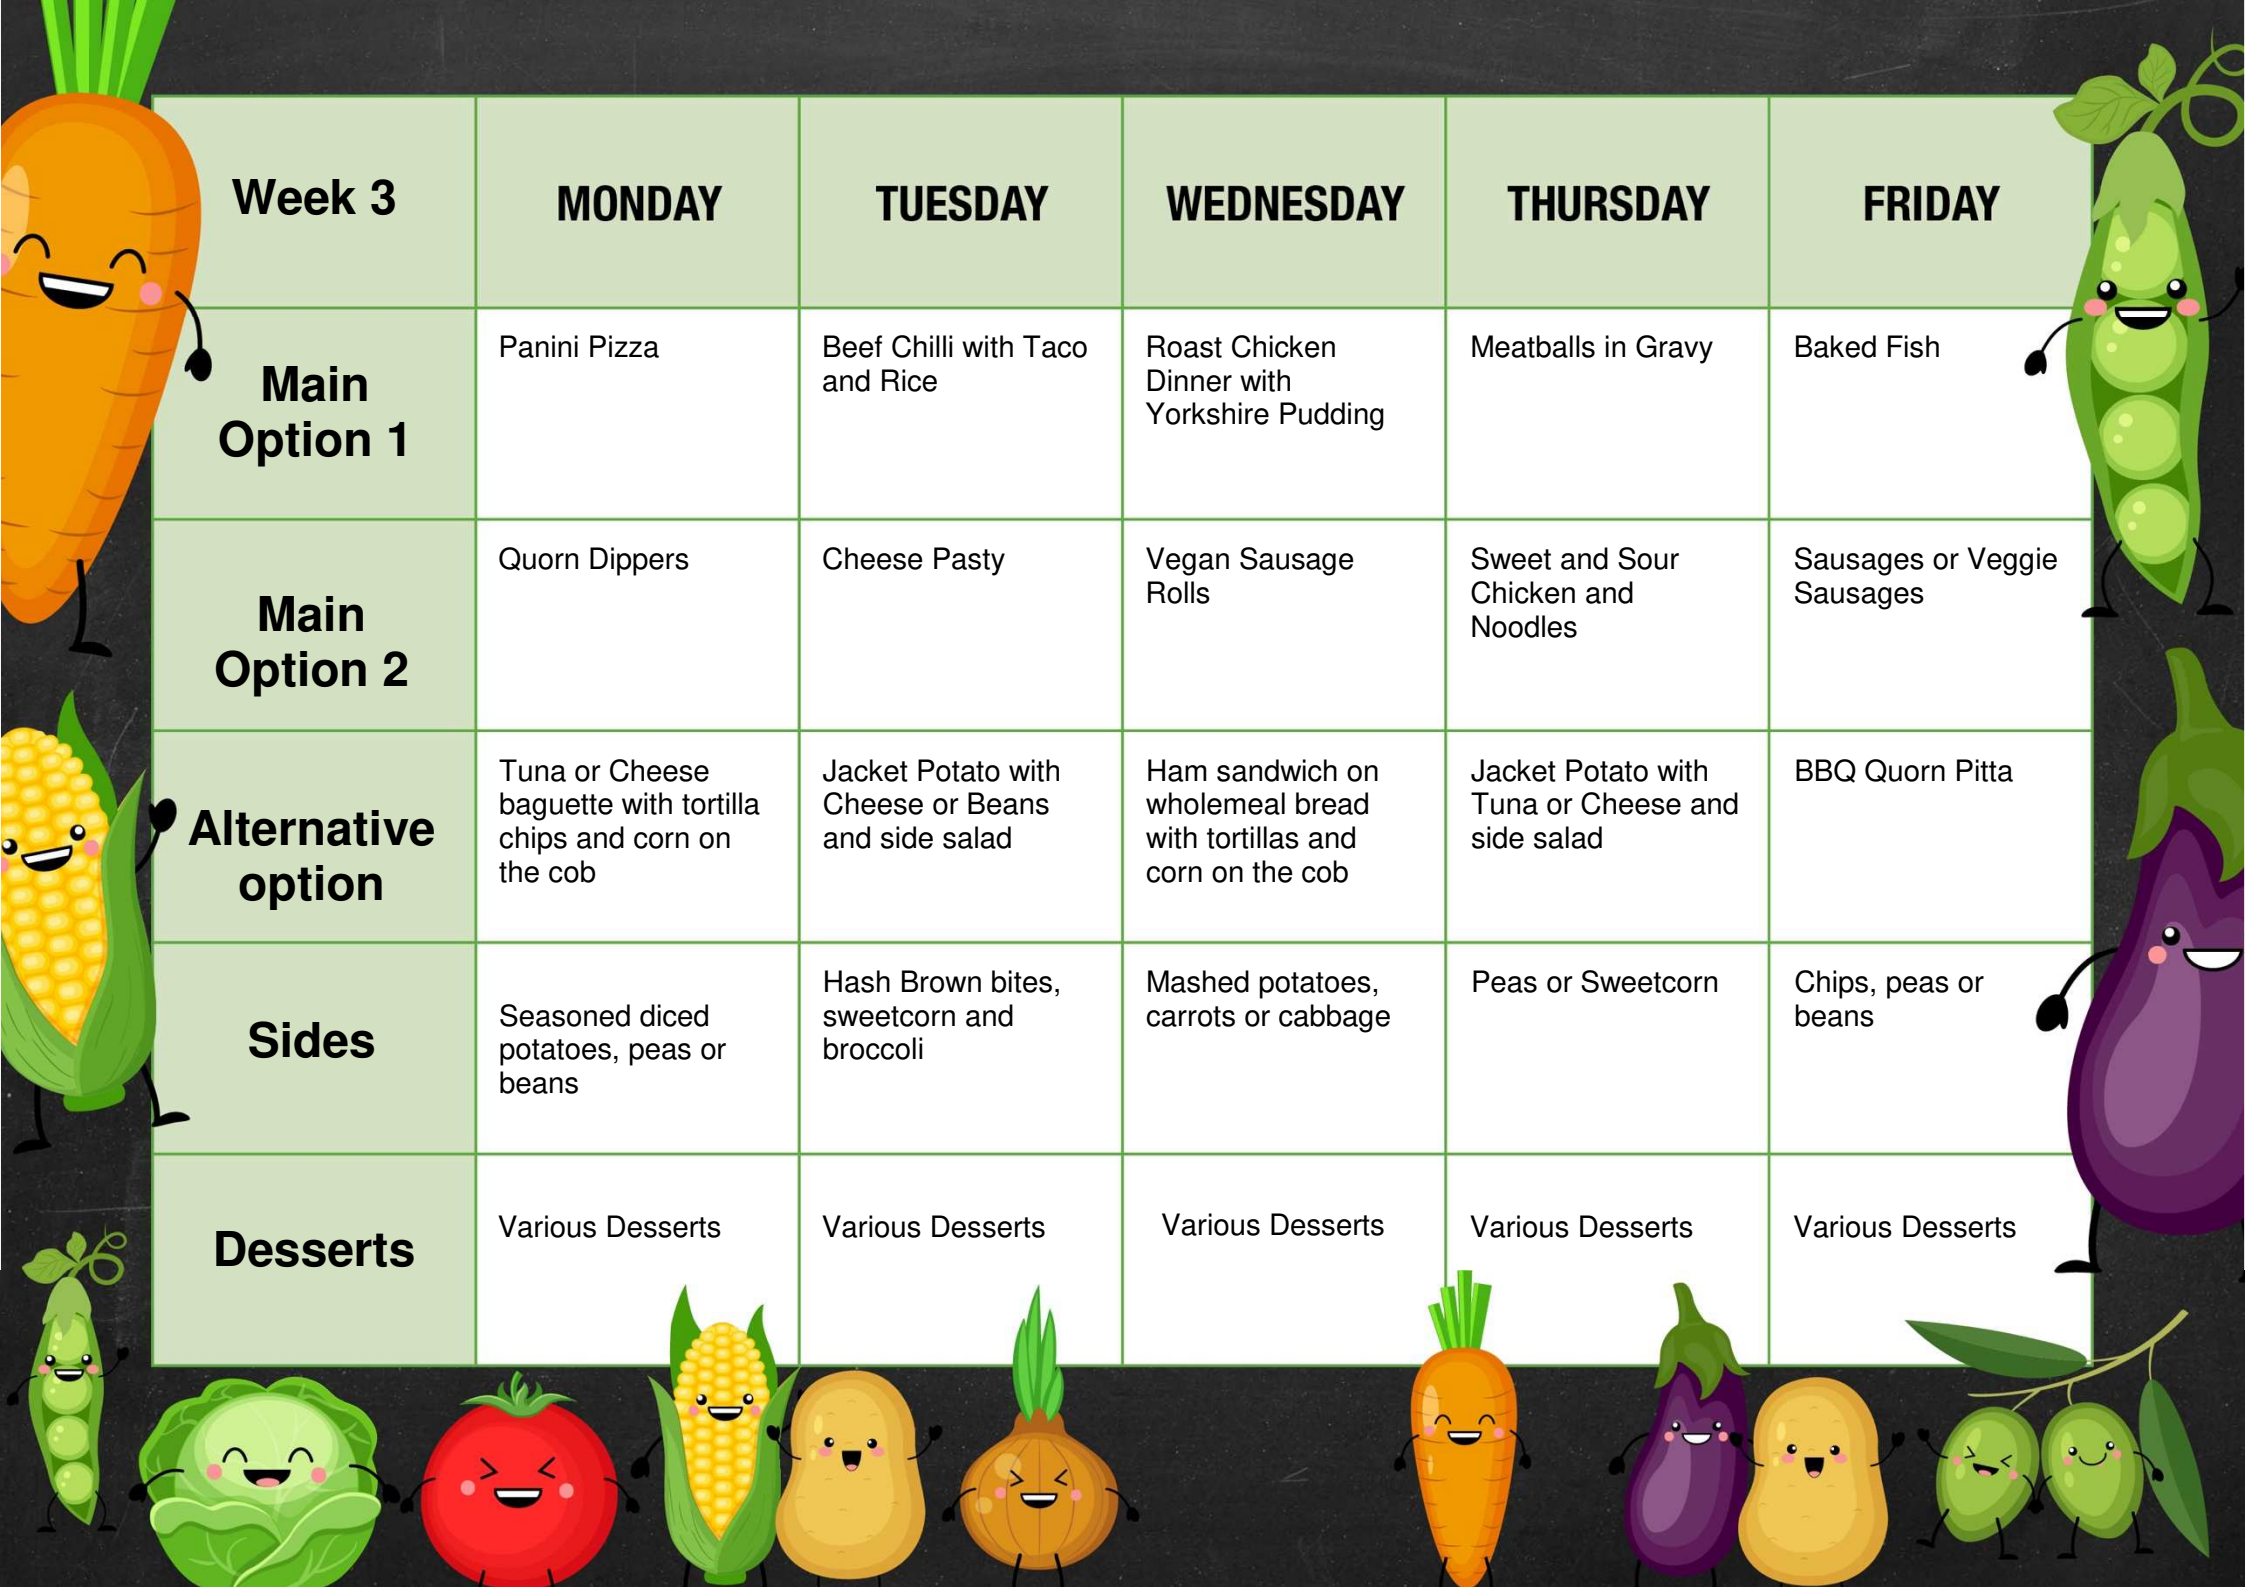 Week 3
MONDAY
TUESDAY
WEDNESDAY
THURSDAY
FRIDAY
Main
Option 1
Panini Pizza
Beef Chilli with Taco
and Rice
Roast Chicken
Dinner with
Yorkshire Pudding
Meatballs in Gravy
Baked Fish
Main
Option 2
Quorn Dippers
Cheese Pasty
Vegan Sausage
Rolls
Sweet and Sour
Chicken and
Noodles
Sausages or Veggie
Sausages
Alternative
option
Tuna or Cheese
baguette with tortilla
chips and corn on
the cob
Jacket Potato with
Cheese or Beans
and side salad
Ham sandwich on
wholemeal bread
with tortillas and
corn on the cob
Jacket Potato with
Tuna or Cheese and
side salad
BBQ Quorn Pitta
Sides
Seasoned diced
potatoes, peas or
beans
Hash Brown bites,
sweetcorn and
broccoli
Mashed potatoes,
carrots or cabbage
Peas or Sweetcorn
Chips, peas or
beans
Desserts
Various Desserts
Various Desserts
Various Desserts
Various Desserts
Various Desserts